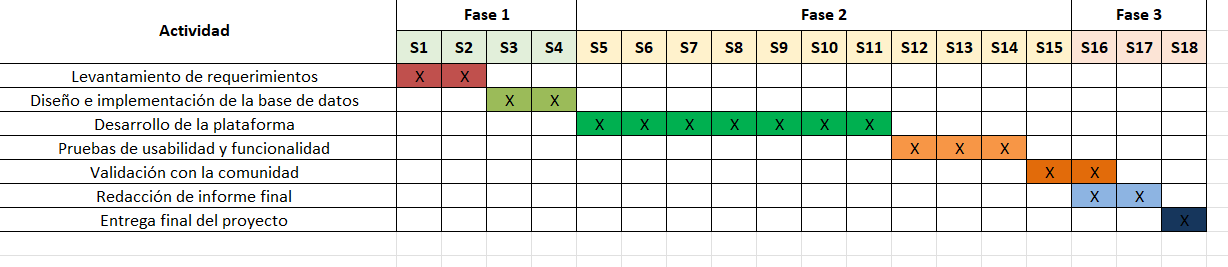 Actividad Fase 1 Fase 2 Fase 3
S1 S2 S3 S4 S5 S6 S7 S8 S9 S10 S11 S12 S13 S14 S15 S16 S17 S18
Levantamiento de requerimientos X X
Diseño e implementación de la base de datos X X
Desarrollo de la plataforma X X X X X X X
Pruebas de usabilidad y funcionalidad X X X
Validación con la comunidad X X
Redacción de informe final X X
Entrega final del proyecto X